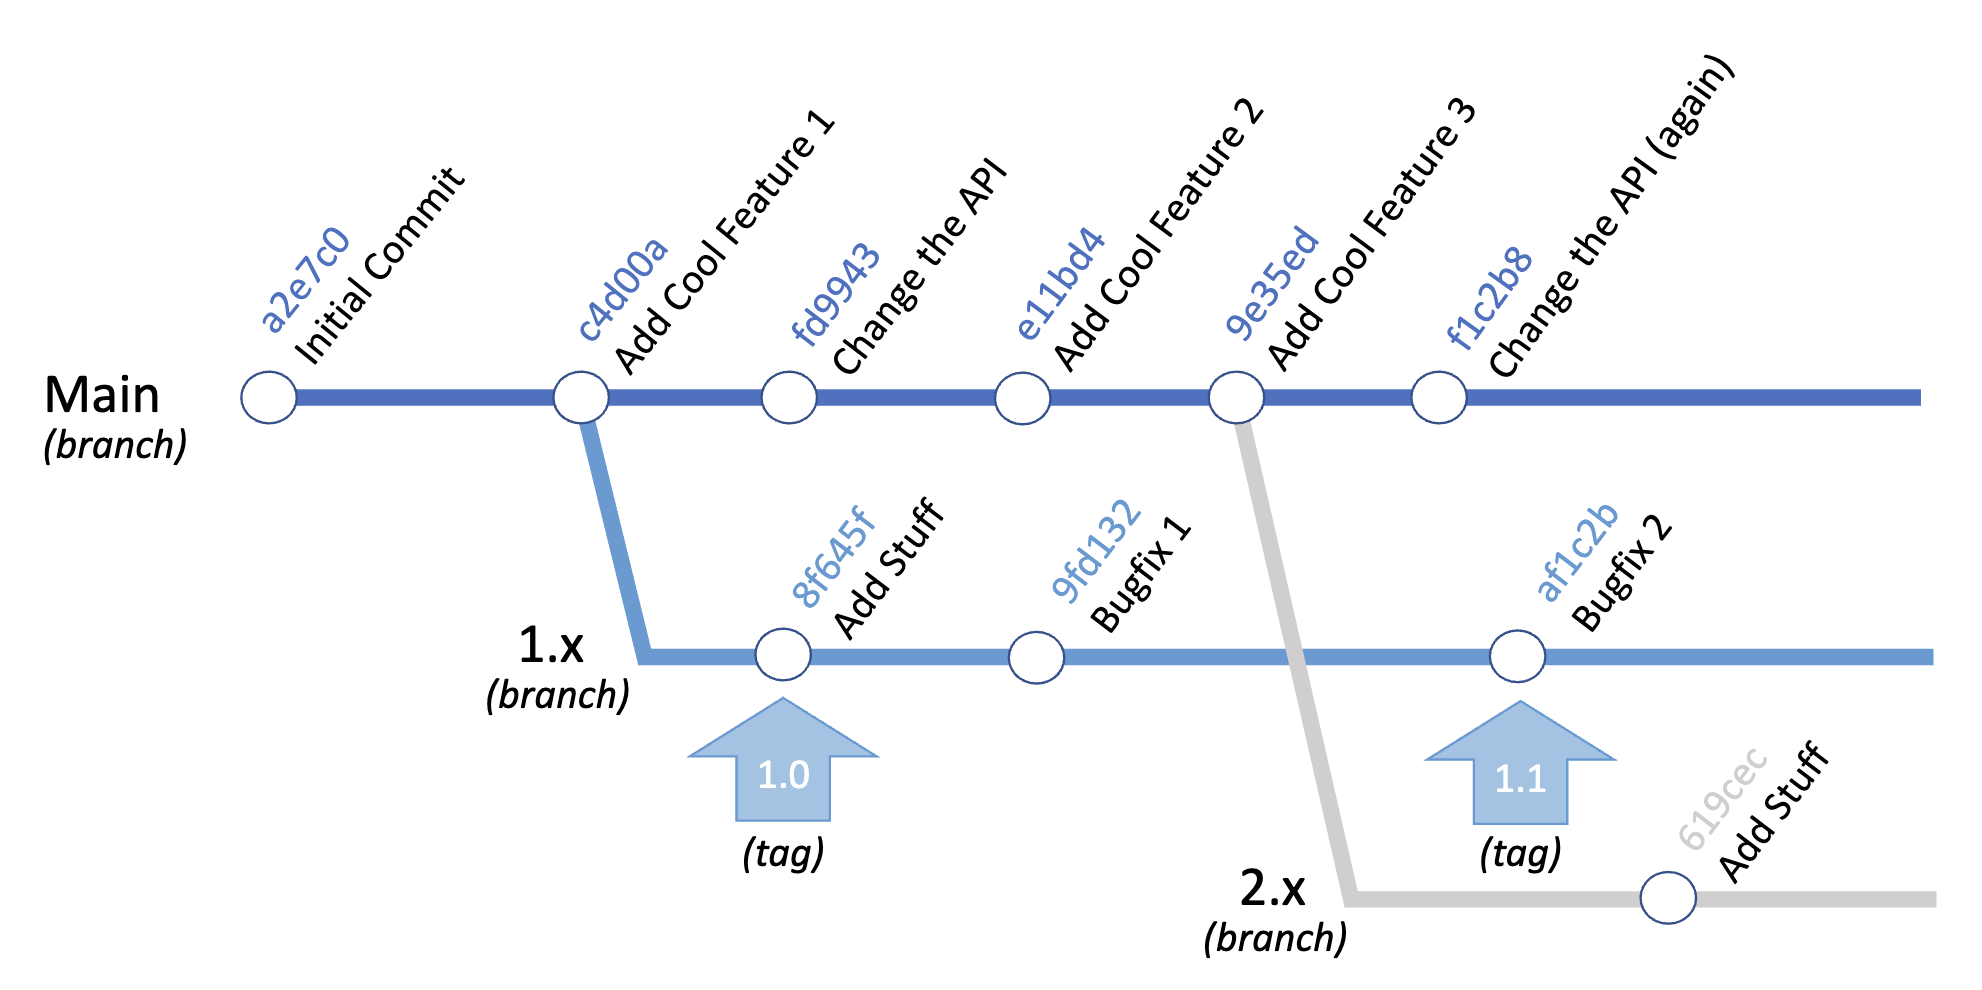 a2e7c0
Initial Commit
c4d00a
Add Cool Feature 1
fd9943
Change the API
e11bd4
Add Cool Feature 2
9e35ed
Add Cool Feature 3
f1c2b8
Change the API (again)
Main
(branch)
8f645f
Add Stuff
9fd132
Bugfix 1
af1c2b
Bugfix 2
1.x
(branch)
1.0
(tag)
1.1
(tag)
619cec
Add Stuff
2.x
(branch)